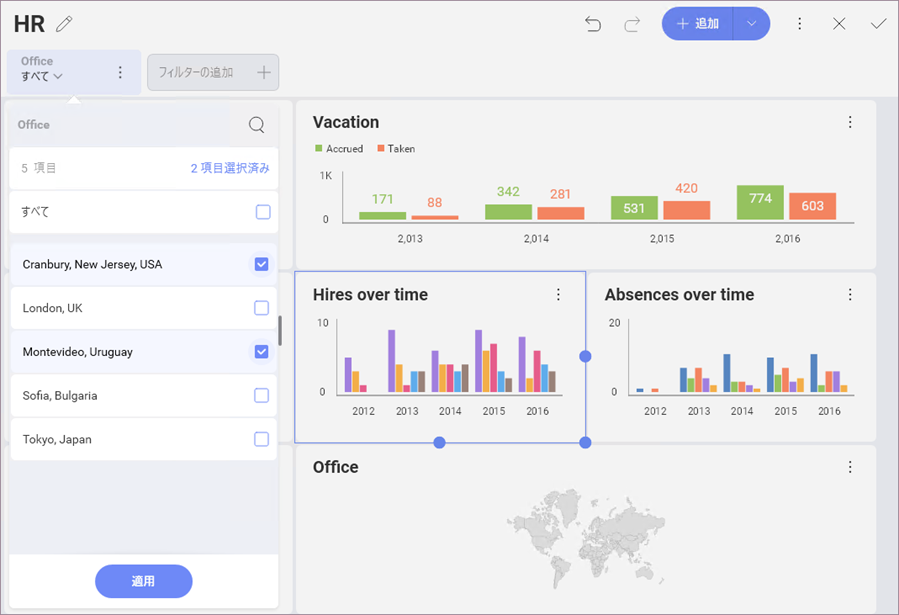 HR
追加
Office
すべて
フィルターの追加
Office
5 項目
2 項目選択済み
すべて
Cranbury, New Jersey, USA
London, UK
Montevideo, Uruguay
Sofia, Bulgaria
Tokyo, Japan
適用
Vacation
Accrued Taken
1K
0
171 88 342 281 531 420 774 603
2,013 2,014 2,015 2,016
Hires over time
10
0
2012 2013 2014 2015 2016
Absences over time
20
0
2012 2013 2014 2015 2016
Office